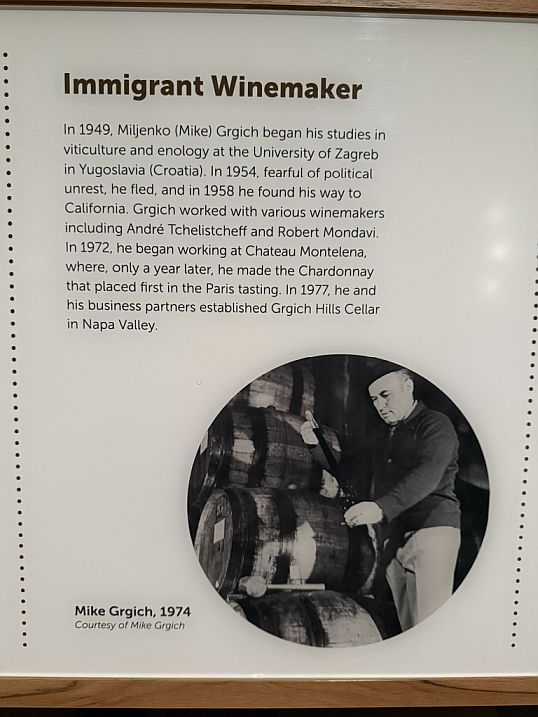 Immigrant Winemaker
In 1949, Miljenko (Mike) Grgich began his studies in
viticulture and enology at the University of Zagreb
in Yugoslavia (Croatia). In 1954, fearful of political
unrest, he fled, and in 1958 he found his way to
California. Grgich worked with various winemakers
including André Tchelistcheff and Robert Mondavi.
In 1972, he began working at Chateau Montelena,
where, only a year later, he made the Chardonnay
that placed first in the Paris tasting. In 1977, he and
his business partners established Grgich Hills Cellar
in Napa Valley.
Mike Grgich, 1974
Courtesy of Mike Grgich